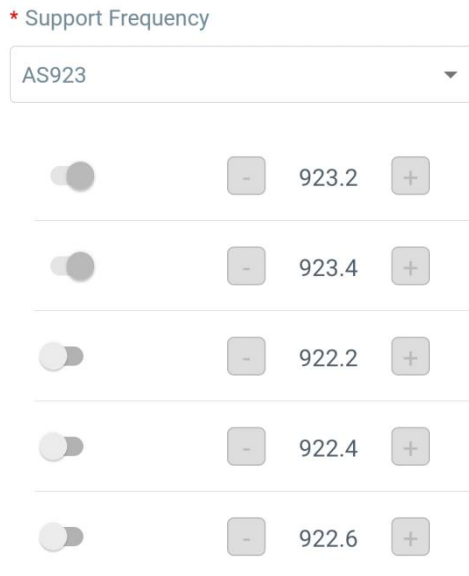 * Support Frequency
AS923
- 923.2 +
- 923.4 +
- 922.2 +
- 922.4 +
- 922.6 +